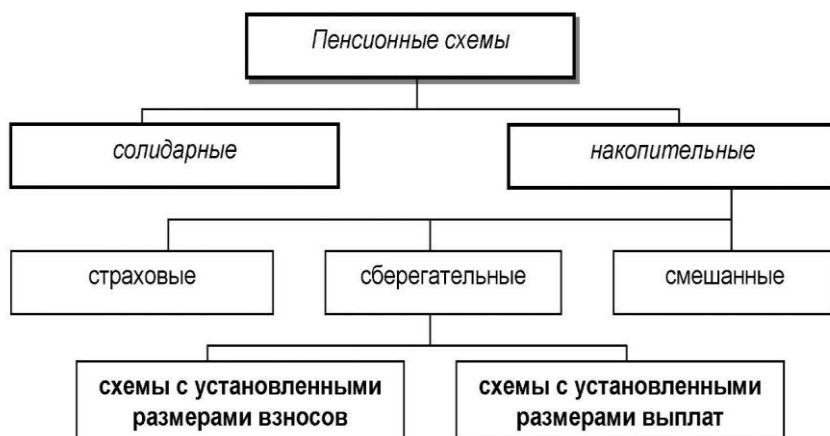 Пенсионные схемы
солидарные
накопительные
страховые
сберегательные
смешанные
схемы с установленными
размерами взносов
схемы с установленными
размерами выплат